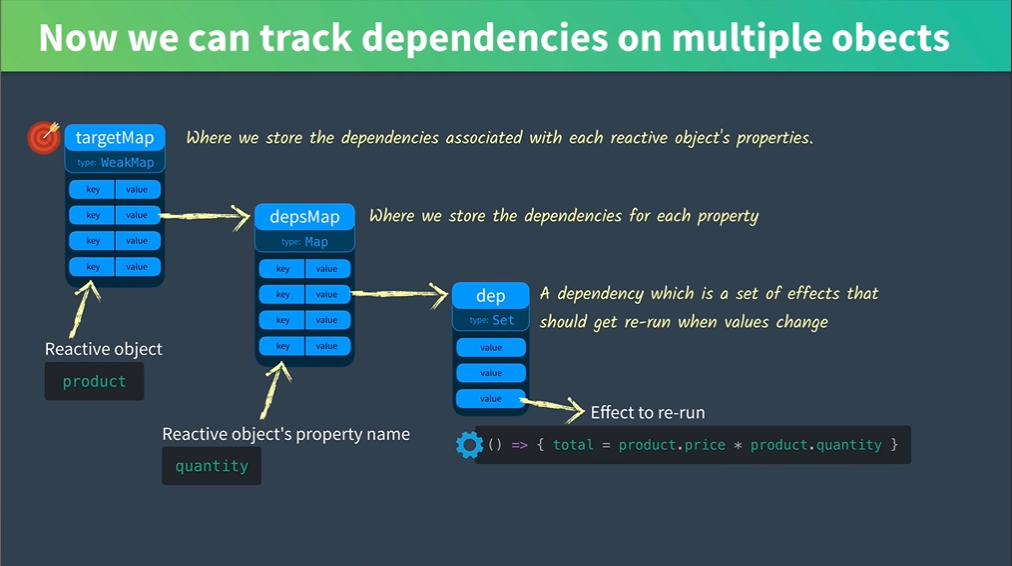 Now we can track dependencies on multiple obects
targetMap
Where we store the dependencies associated with each reactive object's properties.
type: WeakMap
key value
key value
key value
key value
depsMap
Where we store the dependencies for each property
type: Map
key value
key value
key value
key value
dep
A dependency which is a set of effects that
should get re-run when values change
type: Set
value
value
value
Reactive object
product
Reactive object's property name
quantity
Effect to re-run
() => { total = product.price * product.quantity }